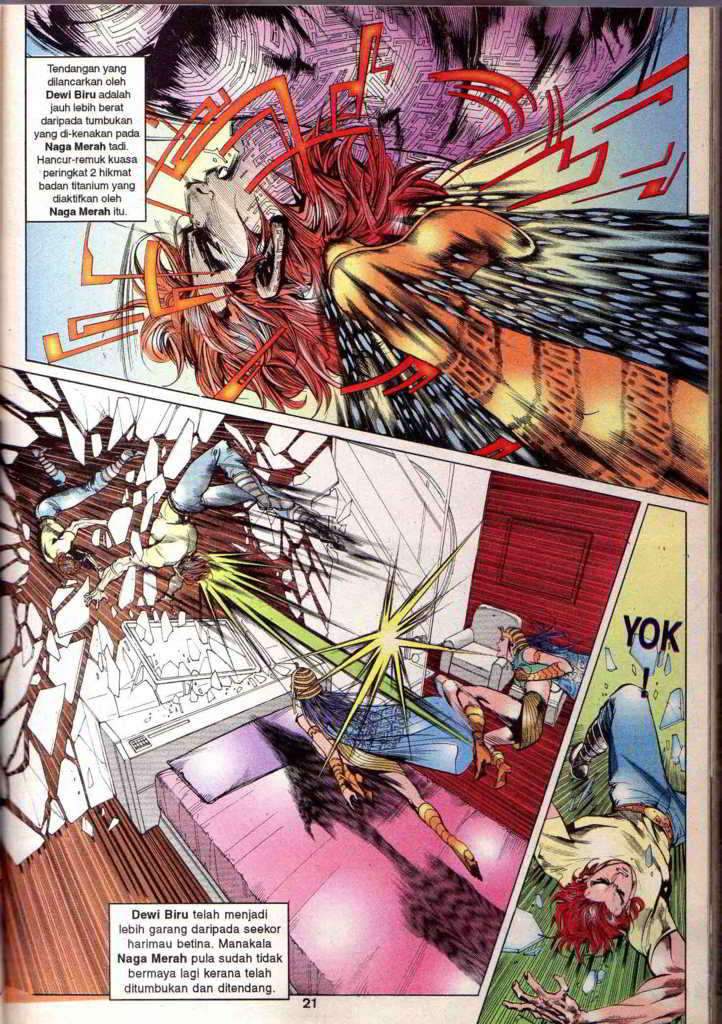 Tendangan yang
dilancarkan oleh
Dewi Biru adalah
jauh lebih berat
daripada tumbukan
yang di-kenakan pada
Naga Merah tadi.
Hancur-remuk kuasa
peringkat 2 hikmat
badan titanium yang
diaktifkan oleh
Naga Merah itu.
YOK
!
Dewi Biru telah menjadi
lebih garang daripada seekor
harimau betina. Manakala
Naga Merah pula sudah tidak
bermaya lagi kerana telah
ditumbukan dan ditendang.
21